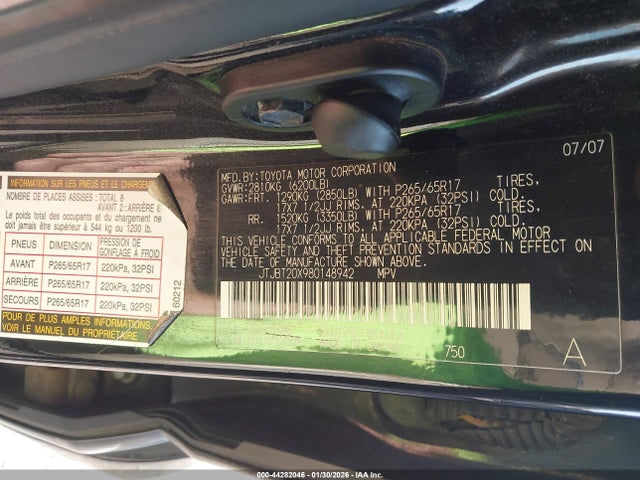 RENSEIGNEMENTS SUR LES PNEUS ET LE CHARGEMENT
NOMBRE DE PLACES ASSISES: TOTAL 8
AVANT 2: ARRIÈRE 6
Le poids total des occupants et du chargement ne
doit jamais être supérieur à 544 kg ou 1200 lb.
PNEUS DIMENSION PRESSION DE GONFLAGE À FROID
AVANT P265/65R17 220kPa, 32PSI
ARRIÈRE P265/65R17 220kPa, 32PSI
SECOURS P265/65R17 220kPa, 32PSI
POUR DE PLUS AMPLES INFORMATIONS,
VOIR LE MANUEL DU PROPRIÉTAIRE
60212
07/07
MFD.BY:TOYOTA MOTOR CORPORATION
GVWR:2810KG (6200LB)
GAWR:FRT. 1290KG (2850LB) WITH P265/65R17 TIRES,
17X7 1/2JJ RIMS. AT 220KPA (32PSI) COLD.
RR. 1520KG (3350LB) WITH P265/65R17 TIRES,
17X7 1/2JJ RIMS. AT 220KPA (32PSI) COLD.
THIS VEHICLE CONFORMS TO ALL APPLICABLE FEDERAL MOTOR
VEHICLE SAFETY AND THEFT PREVENTION STANDARDS IN EFFECT
ON THE DATE OF MANUFACTURE SHOWN ABOVE.
JTJBT20X980148942 MPV
750
A
000-44282046 - 01/30/2026 - Copyright IAA, LLC